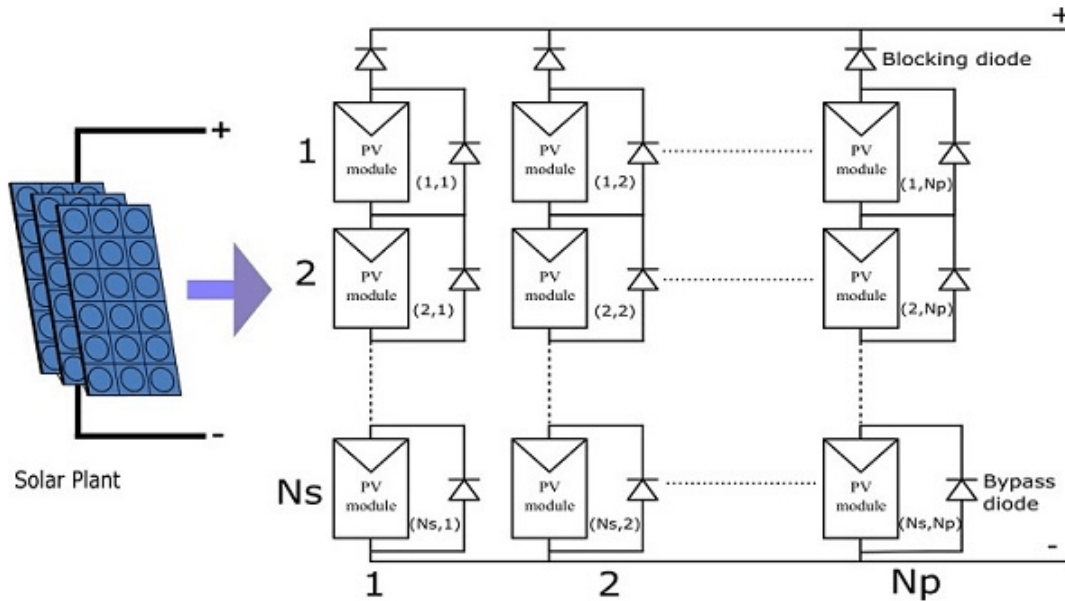 +
Blocking diode
+
1
PV
module
(1,1)
PV
module
(1,2)
PV
module
(1,Np)
2
PV
module
(2,1)
PV
module
(2,2)
PV
module
(2,Np)
-
Solar Plant
Ns
PV
module
(Ns,1)
PV
module
(Ns,2)
PV
module
(Ns,Np)
Bypass
diode
-
1
2
Np